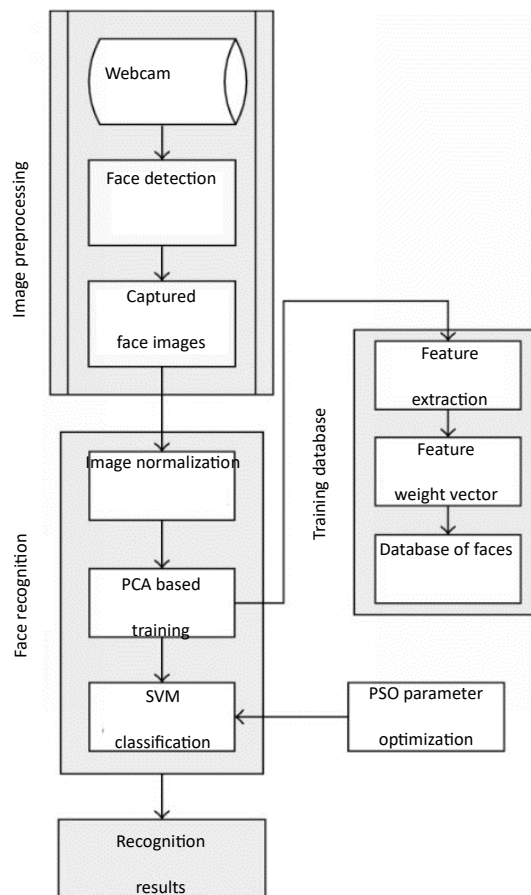 Image preprocessing
Webcam
Face detection
Captured
face images
Face recognition
Image normalization
PCA based
training
SVM
classification
Training database
Feature
extraction
Feature
weight vector
Database of faces
PSO parameter
optimization
Recognition
results